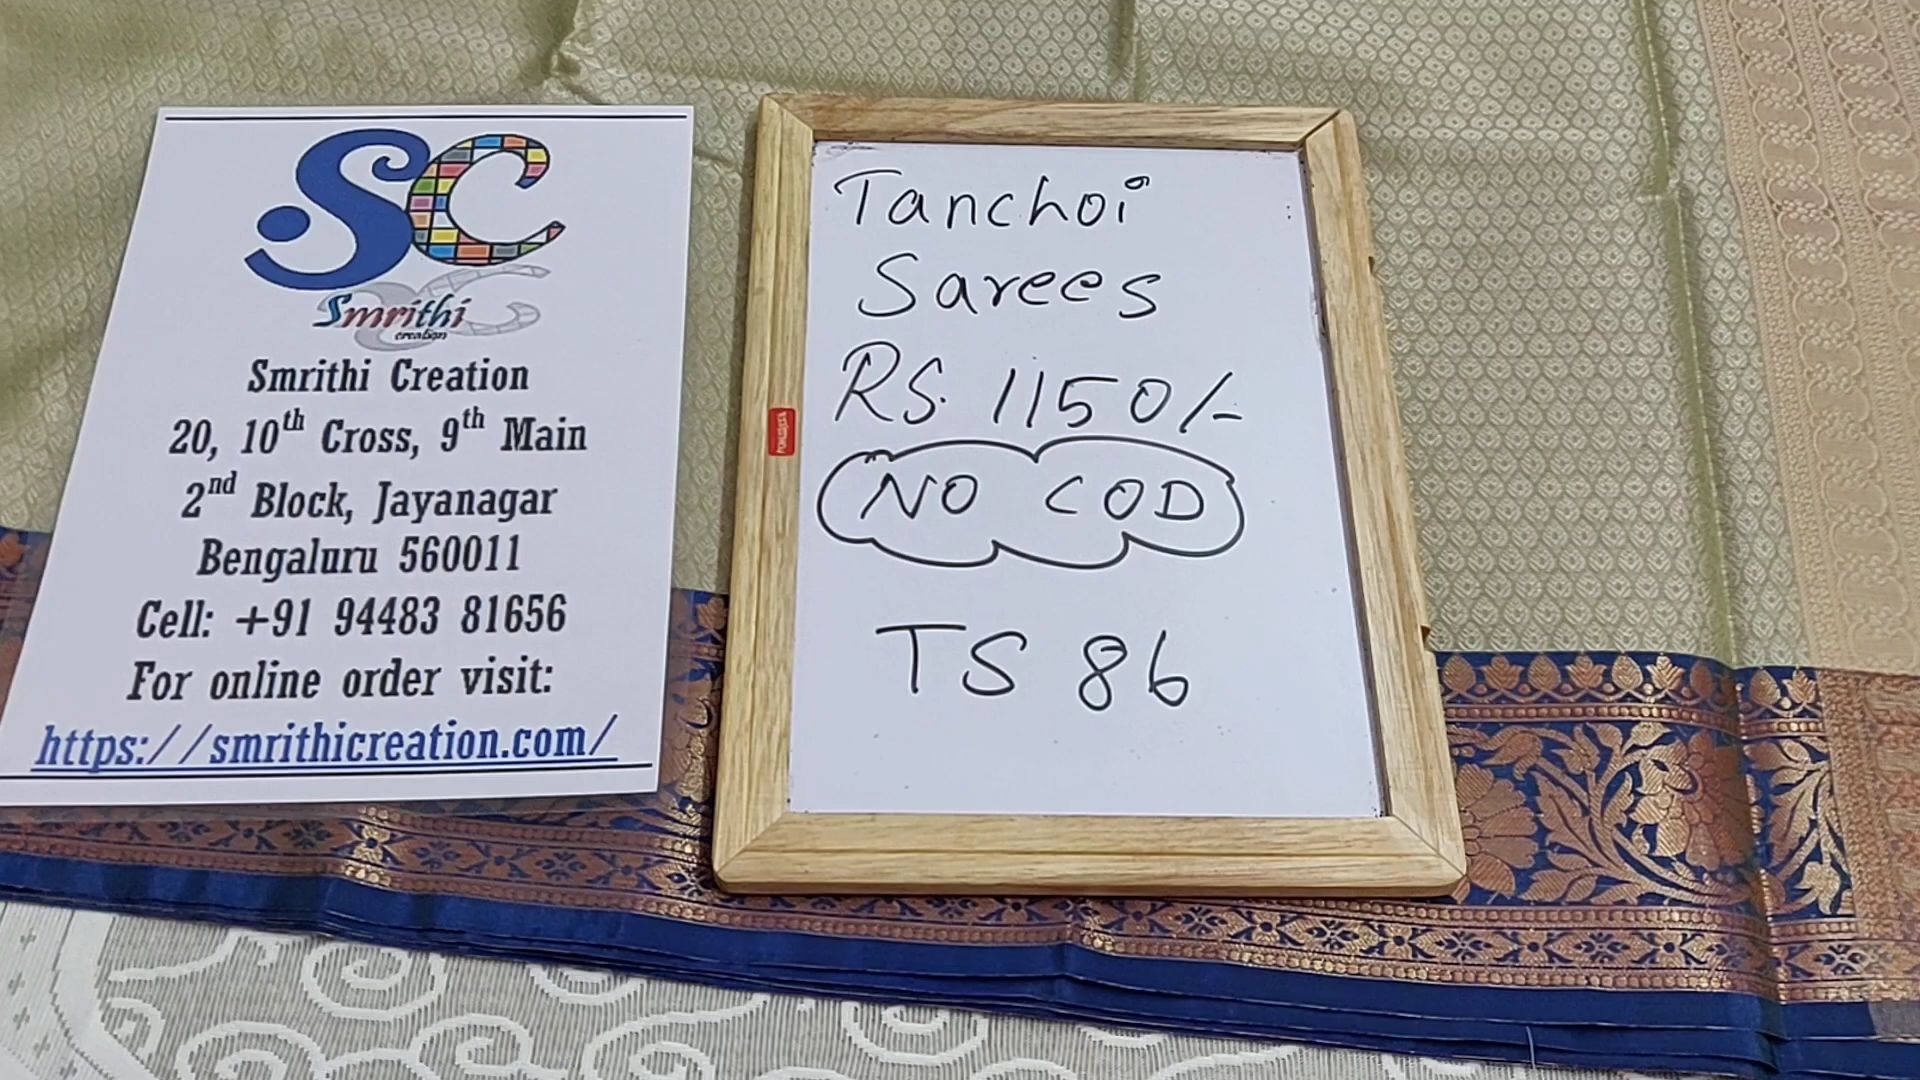 SC
Smrithi
creation
Smrithi Creation
20, 10th Cross, 9th Main
2nd Block, Jayanagar
Bengaluru 560011
Cell: +91 94483 81656
For online order visit:
https://smrithicreation.com/
Tanchoi
Sarees
RS. 1150/-
NO COD
TS 86